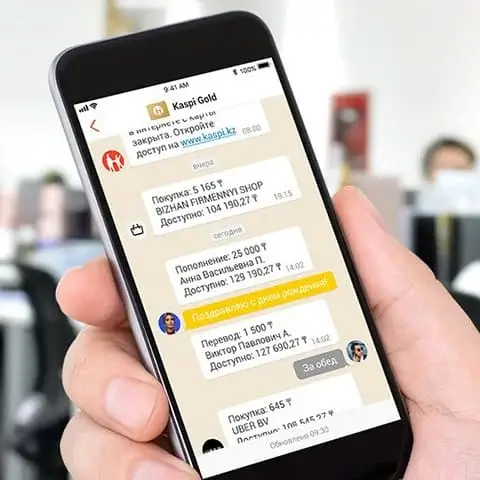 9:41 AM
100%
Kaspi Gold
в интернете с карты
закрыта. Откройте
доступ на www.kaspi.kz
09:00
вчера
Покупка: 5 165 ₸
BIZHAN FIRMENNYI SHOP
Доступно: 104 190,27 ₸
19:15
сегодня
Пополнение: 25 000 ₸
Анна Васильевна П.
Доступно: 129 190,27 ₸
14:02
Поздравляю с днем рождения!
Перевод: 1 500 ₸
Виктор Павлович А.
Доступно: 127 690,27 ₸
14:02
За обед
Покупка: 645 ₸
UBER BV
Доступно: 108 545,27 ₸
Обновлено 09:30